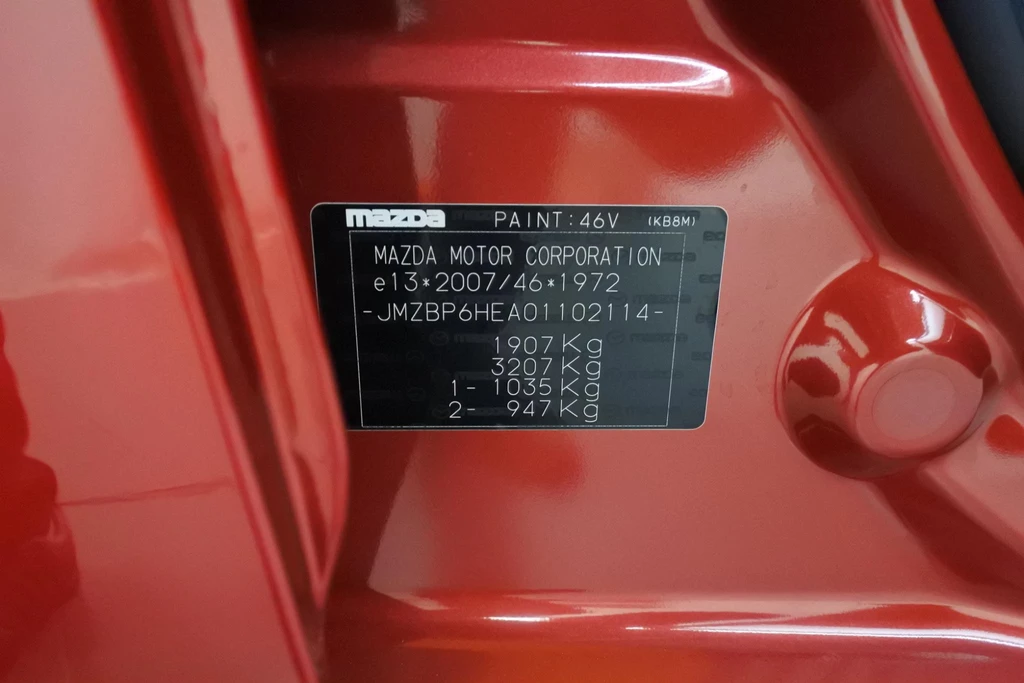 mazda PAINT:46V (KB8M)
MAZDA MOTOR CORPORATION
e13*2007/46*1972
-JMZBP6HEA01102114-
1907Kg
3207Kg
1- 1035Kg
2- 947Kg